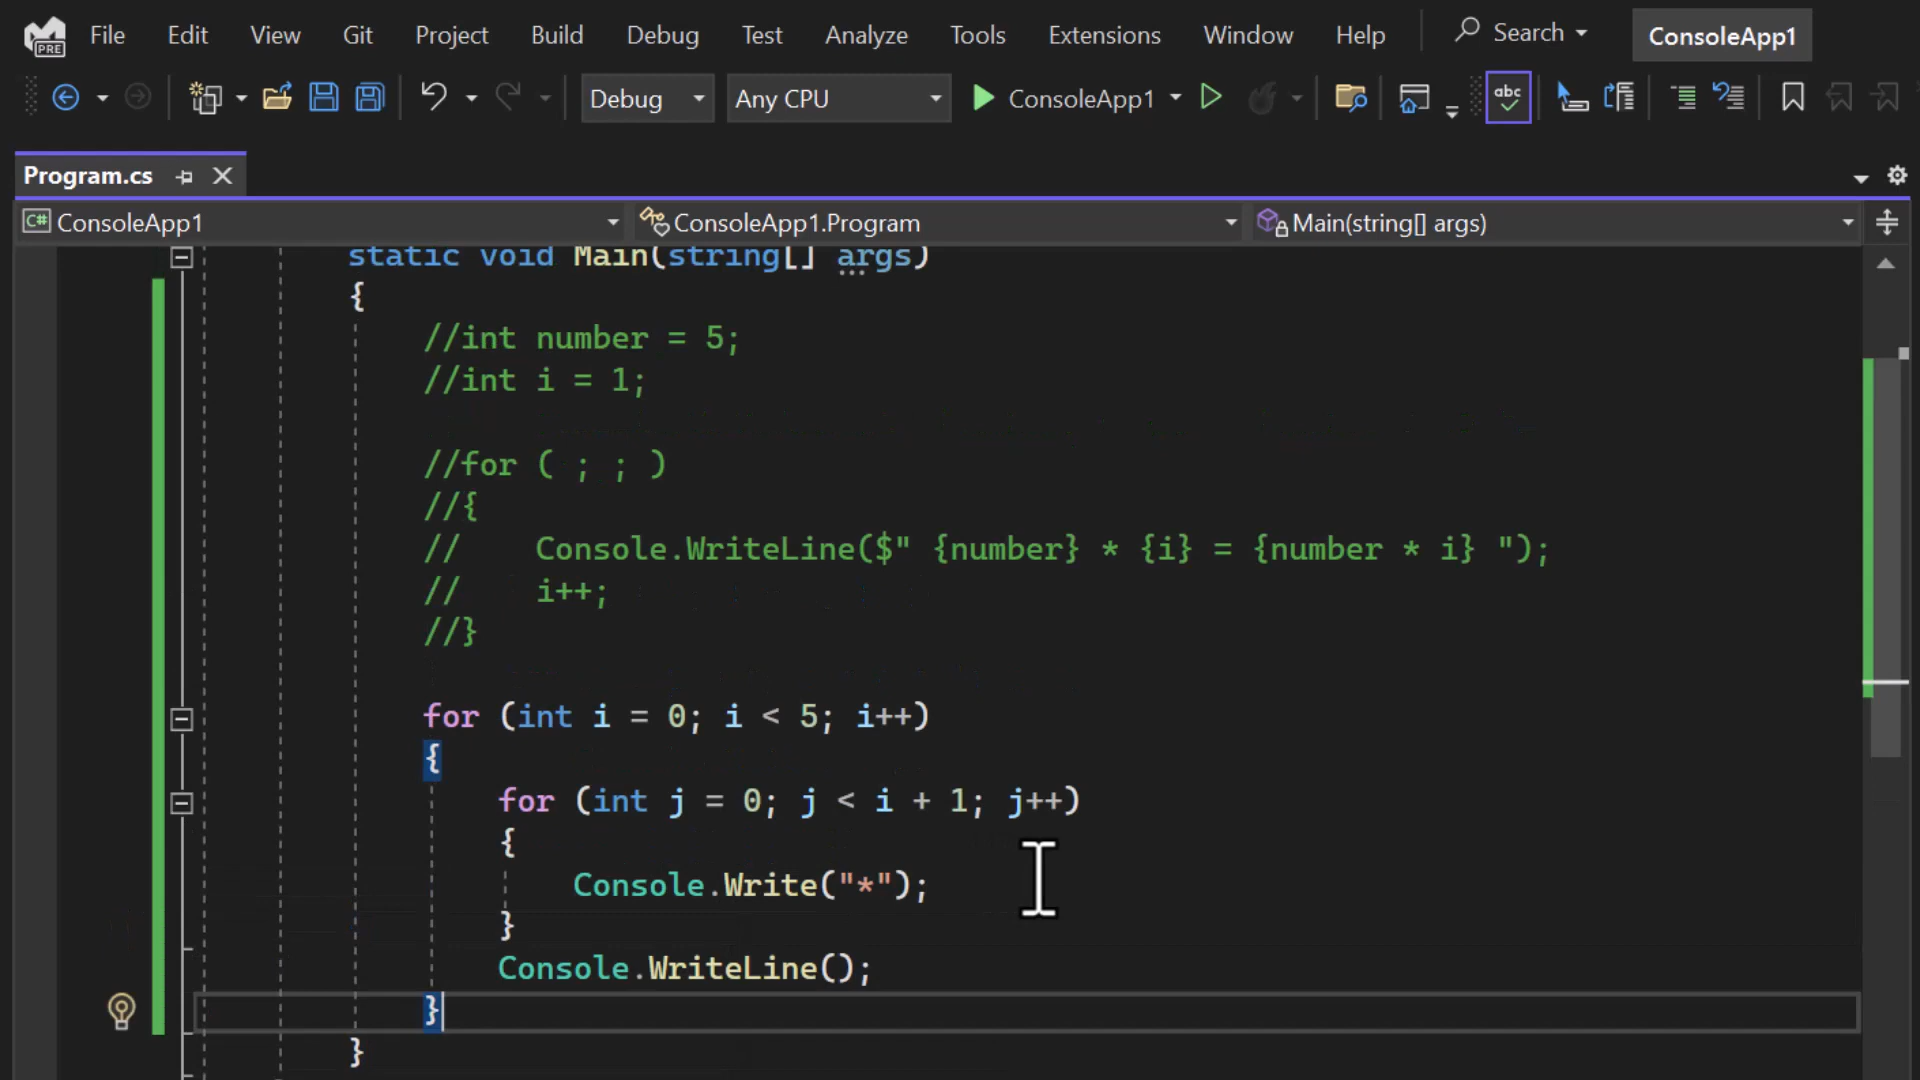 PRE File Edit View Git Project Build Debug Test Analyze Tools Extensions Window Help Search ConsoleApp1
Debug Any CPU ConsoleApp1 abc
Program.cs
C# ConsoleApp1 ConsoleApp1.Program Main(string[] args)
static void Main(string[] args)
{
//int number = 5;
//int i = 1;
//for ( ; ; )
//{
//    Console.WriteLine($" {number} * {i} = {number * i} ");
//    i++;
//}
for (int i = 0; i < 5; i++)
{
for (int j = 0; j < i + 1; j++)
{
Console.Write("*");
}
Console.WriteLine();
}
}